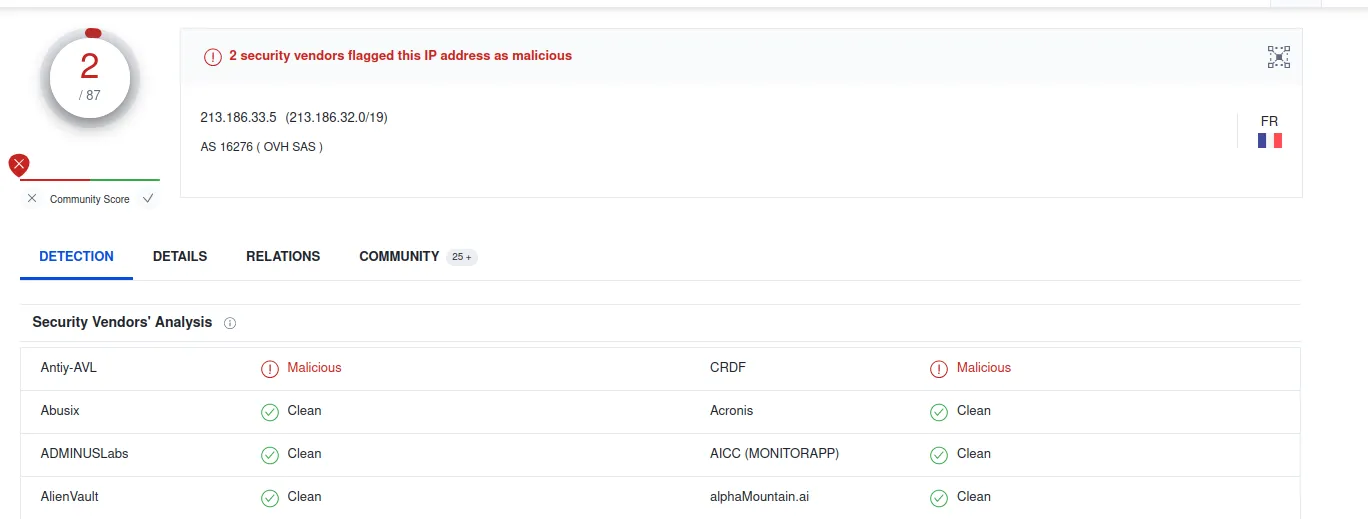 2
/ 87
Community Score
2 security vendors flagged this IP address as malicious
213.186.33.5 (213.186.32.0/19)
AS 16276 ( OVH SAS )
FR
DETECTION DETAILS RELATIONS COMMUNITY 25 +
Security Vendors' Analysis
Antiy-AVL Malicious CRDF Malicious
Abusix Clean Acronis Clean
ADMINUSLabs Clean AICC (MONITORAPP) Clean
AlienVault Clean alphaMountain.ai Clean